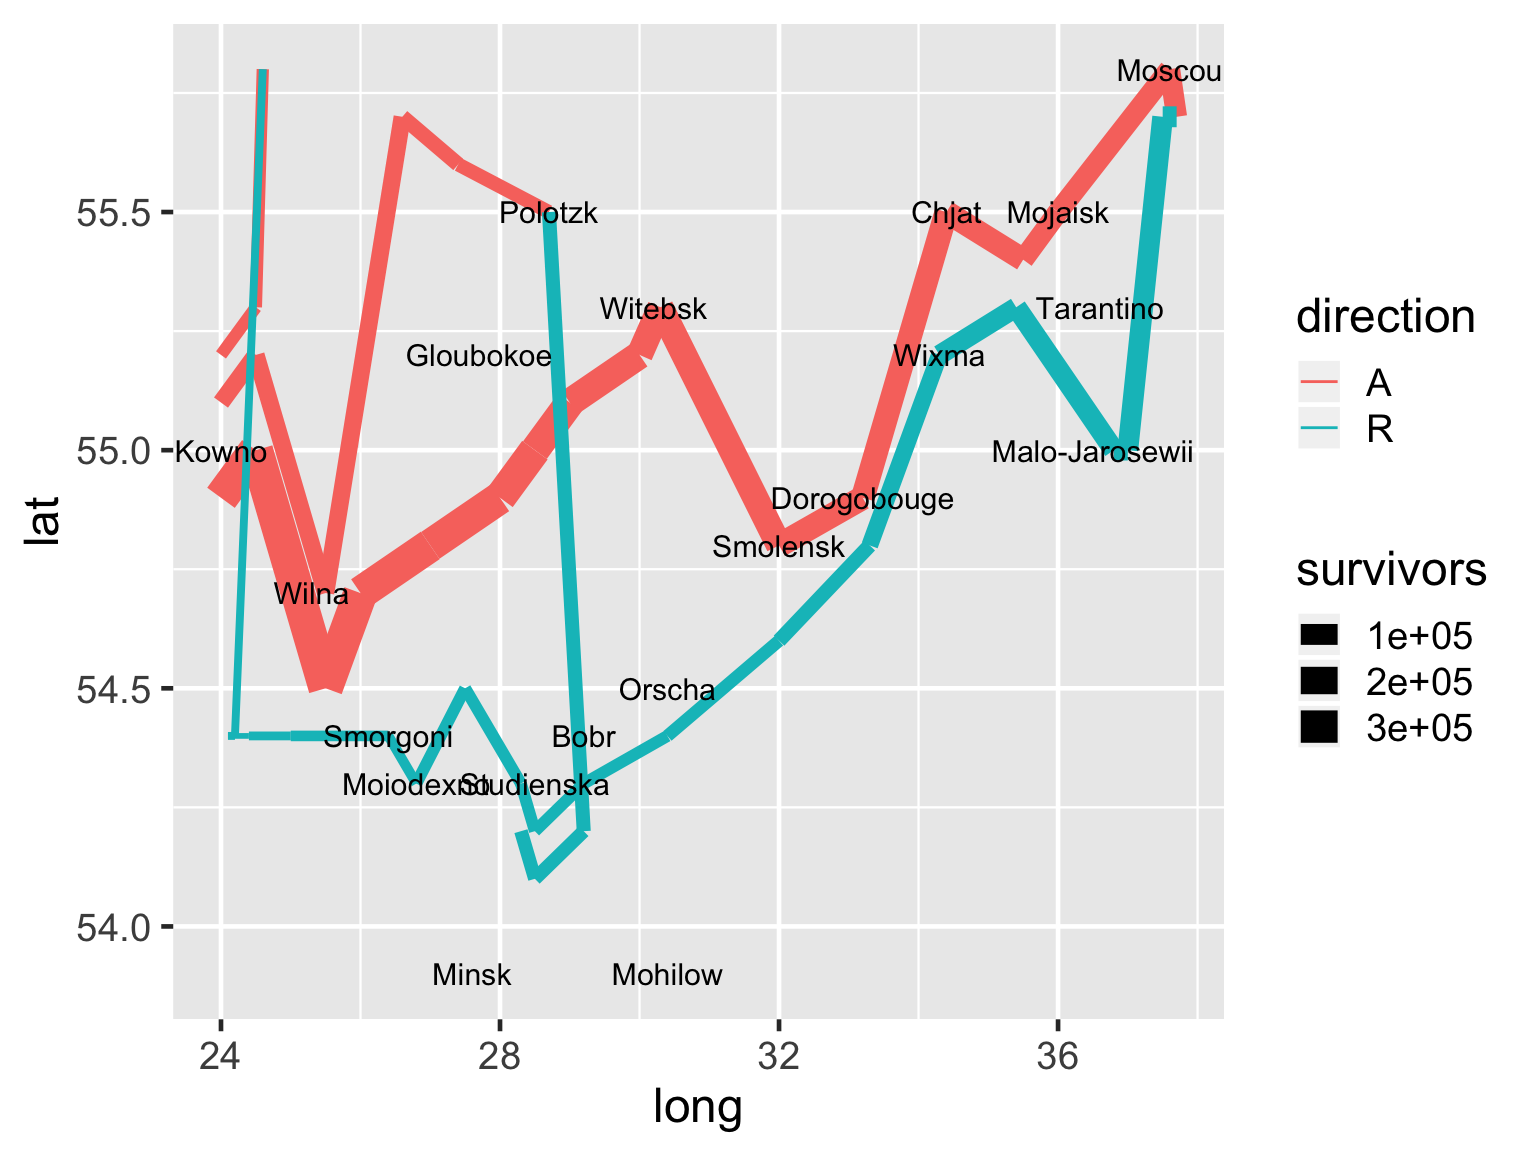 Moscou
55.5
Polotzk
Chjat
Mojaisk
Witebsk
Tarantino
direction
Gloubokoe
Wixma
A
R
55.0
Kowno
Malo-Jarosewii
lat
Dorogobouge
Smolensk
survivors
Wilna
1e+05
2e+05
3e+05
54.5
Orscha
Smorgoni
Bobr
Moiodexno
Studienska
54.0
Minsk
Mohilow
24
28
32
36
long